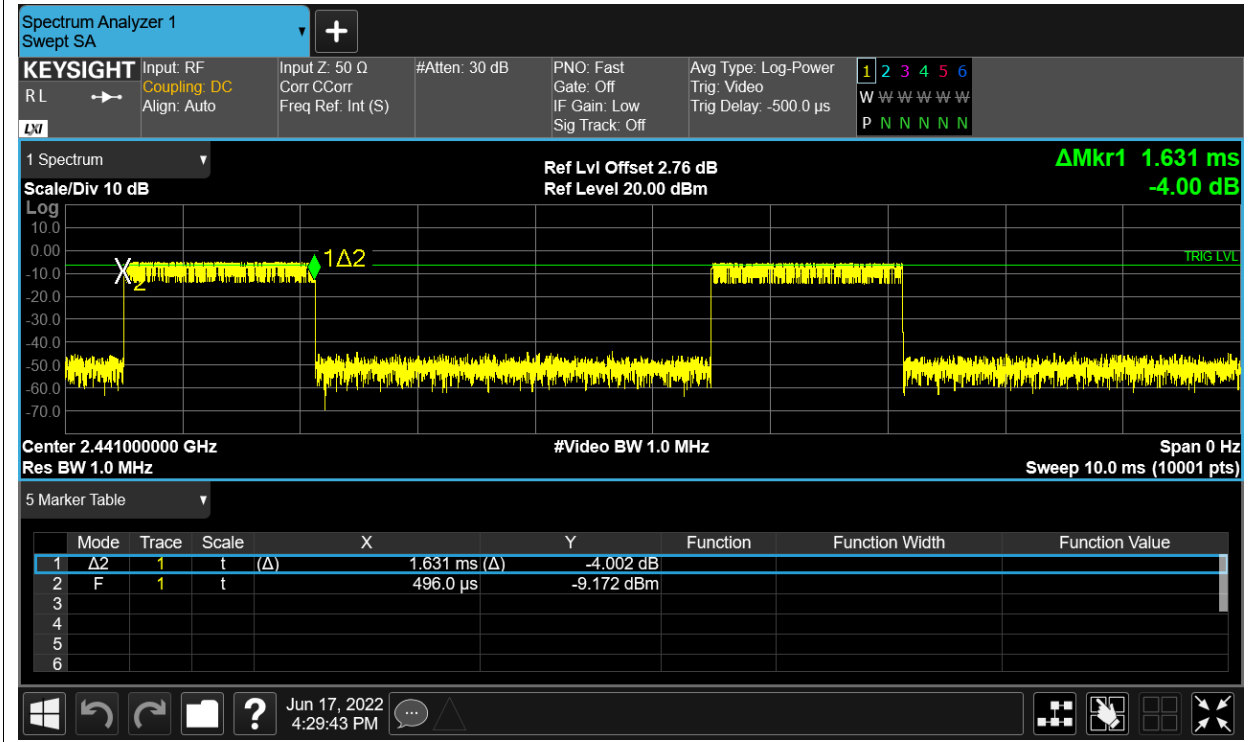 Spectrum Analyzer 1
Swept SA
KEYSIGHT Input: RF Input Z: 50 Ω #Atten: 30 dB PNO: Fast Avg Type: Log-Power 1 2 3 4 5 6
R L Coupling: DC Corr CCorr Gate: Off Trig: Video W W W W W W
Align: Auto Freq Ref: Int (S) IF Gain: Low Trig Delay: -500.0 µs P N N N N N
LXI Sig Track: Off
1 Spectrum Ref Lvl Offset 2.76 dB ΔMkr1 1.631 ms
Scale/Div 10 dB Ref Level 20.00 dBm -4.00 dB
Log
10.0
0.00 1Δ2 TRIG LVL
-10.0 X2
-20.0
-30.0
-40.0
-50.0
-60.0
-70.0
Center 2.441000000 GHz #Video BW 1.0 MHz Span 0 Hz
Res BW 1.0 MHz Sweep 10.0 ms (10001 pts)
5 Marker Table
Mode Trace Scale X Y Function Function Width Function Value
1 Δ2 1 t (Δ) 1.631 ms (Δ) -4.002 dB
2 F 1 t 496.0 µs -9.172 dBm
3
4
5
6
? Jun 17, 2022
4:29:43 PM